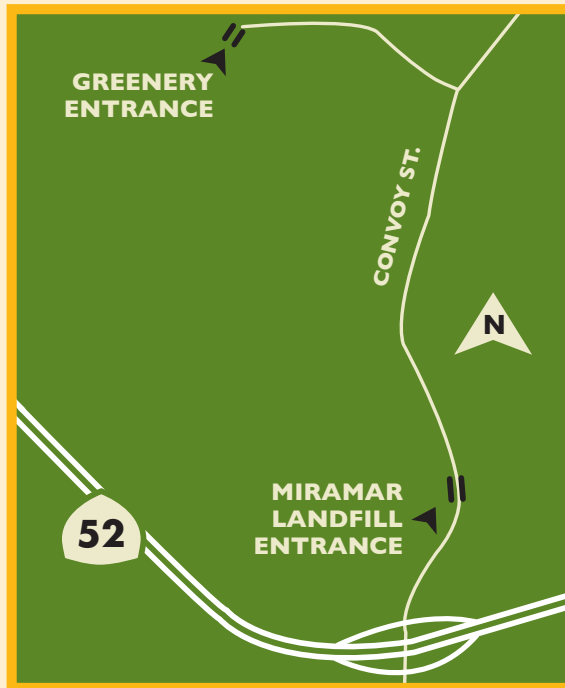 GREENERY
ENTRANCE
CONVOY ST.
N
MIRAMAR
LANDFILL
ENTRANCE
52